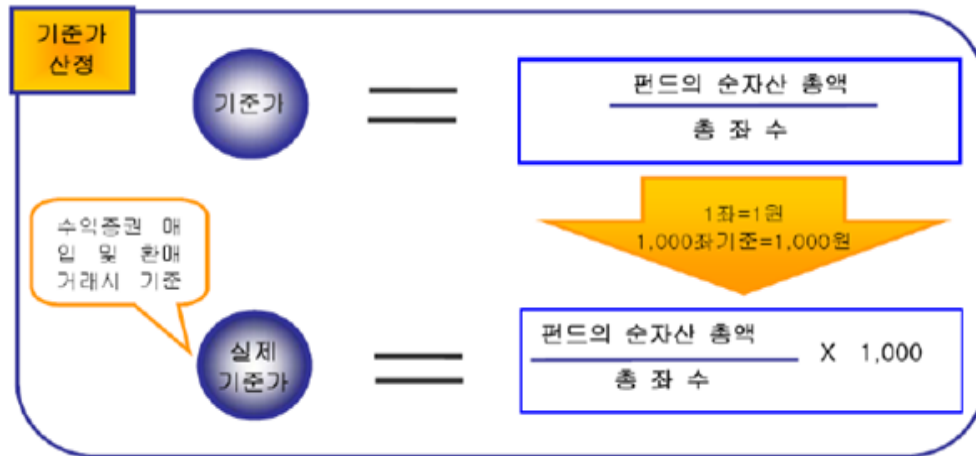 기준가
산정
기준가
펀드의 순자산 총액
총 좌 수
1좌=1원
1,000좌기준=1,000원
수익증권 매
입 및 환매
거래시 기준
실제
기준가
펀드의 순자산 총액
총 좌 수
X 1,000